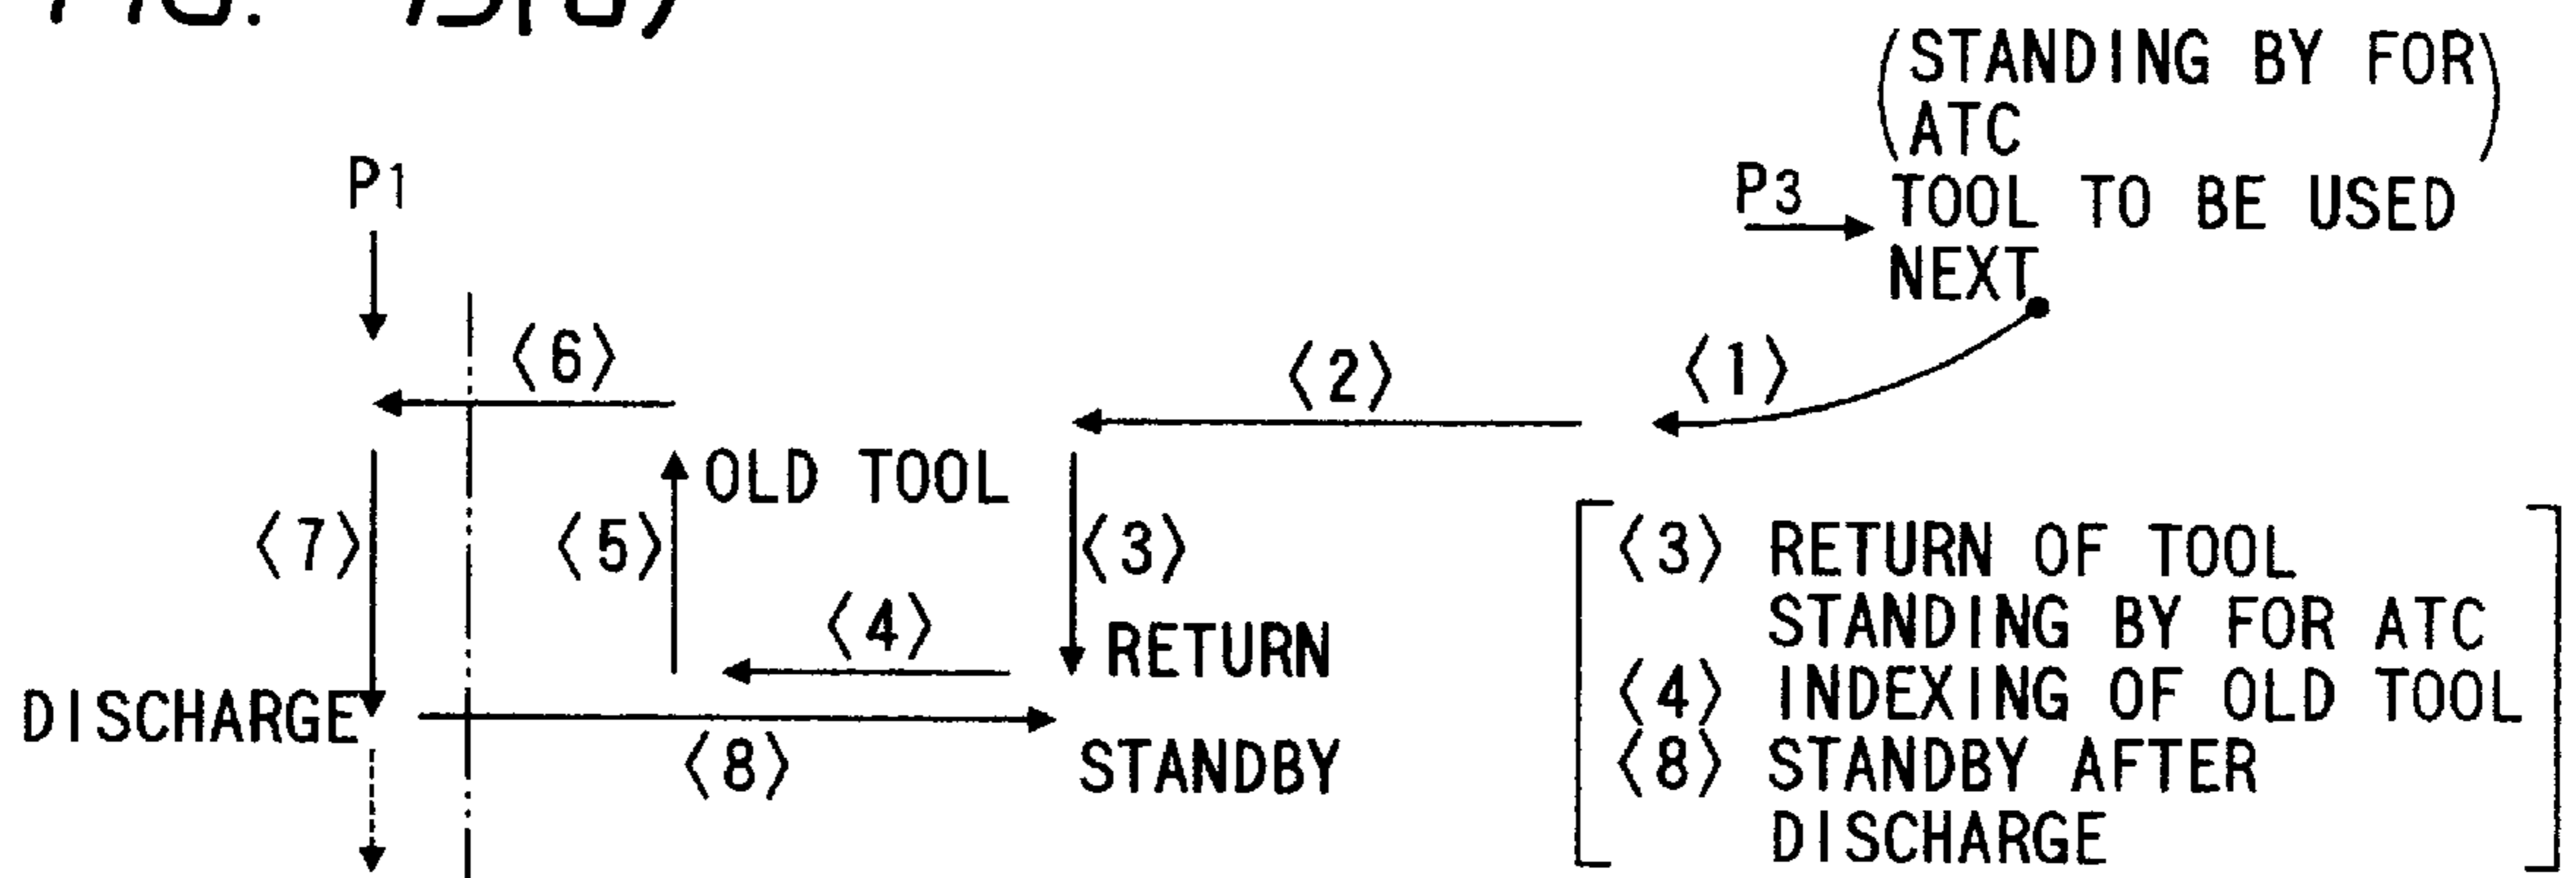 (STANDING BY FOR
ATC)
P1
P3
TOOL TO BE USED
NEXT
〈6〉
〈2〉
〈1〉
OLD TOOL
〈7〉
〈5〉
〈3〉
〈4〉
RETURN
DISCHARGE
〈8〉
STANDBY
[〈3〉 RETURN OF TOOL
STANDING BY FOR ATC
〈4〉 INDEXING OF OLD TOOL
〈8〉 STANDBY AFTER
DISCHARGE]